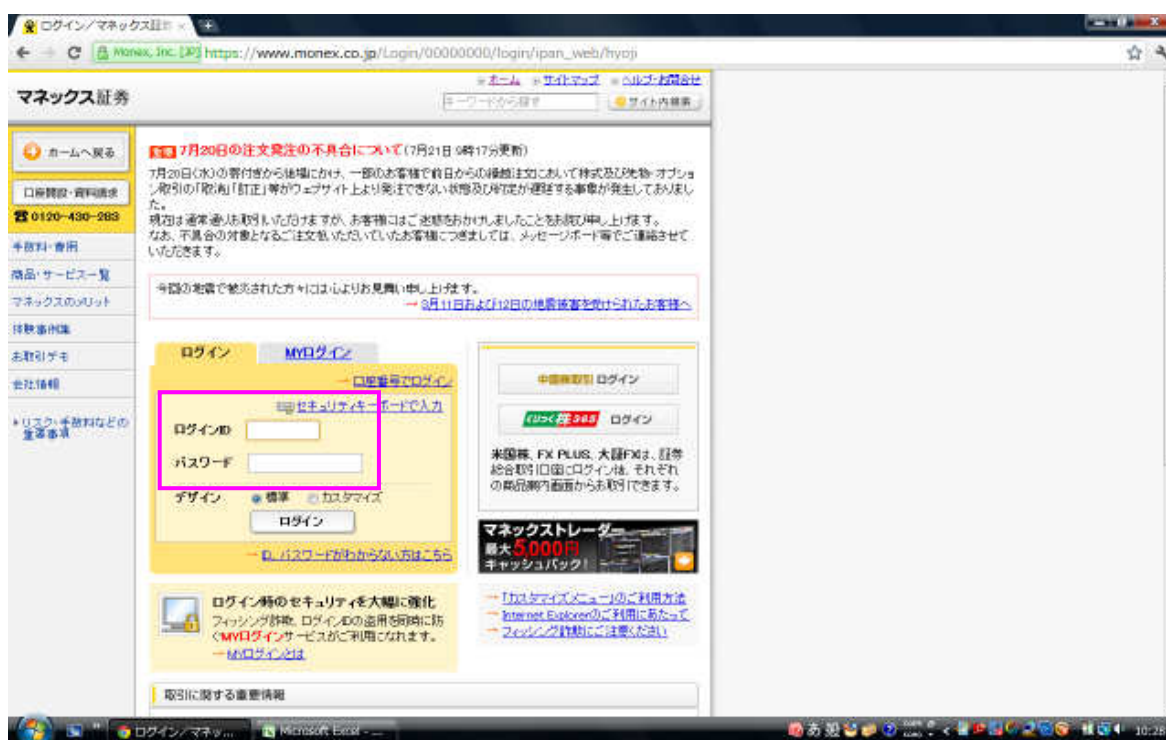 ログイン/マネックス証券
Monex, Inc. [JP] https://www.monex.co.jp/Login/00000000/login/ipan_web/hyoji
ホーム サイトマップ ヘルプ・お問合せ
マネックス証券
キーワードから探す サイト内検索
ホームへ戻る
口座開設・資料請求
0120-430-283
手数料・費用
商品・サービス一覧
マネックスのメリット
体験事例集
お取引デモ
会社情報
リスク・手数料などの
重要事項
重要 7月20日の注文発注の不具合について(7月21日 9時17分更新)
7月20日(水)の寄付きから後場にかけ、一部のお客様で前日からの繰越注文において株式及び先物・オプショ
ン取引の「取消」「訂正」等がウェブサイト上より発注できない状態及び約定が遅延する事象が発生しておりまし
た。
現在は通常通りお取引いただけますが、お客様にはご迷惑をおかけしましたことをお詫び申し上げます。
なお、不具合の対象となるご注文をいただいていたお客様につきましては、メッセージボード等でご連絡させて
いただきます。
今回の地震で被災された方々には心よりお見舞い申し上げます。
3月11日および12日の地震被害を受けられたお客様へ
ログイン MYログイン
口座番号でログイン
セキュリティキーボードで入力
ログインID
パスワード
デザイン 標準 カスタマイズ
ログイン
ID、パスワードがわからない方はこちら
中国株取引 ログイン
くりっく株365 ログイン
米国株、FX PLUS、大証FXは、証券
総合取引口座にログイン後、それぞれ
の商品案内画面からお取引できます。
マネックストレーダー
最大5,000円
キャッシュバック!
ログイン時のセキュリティを大幅に強化
フィッシング詐欺、ログインIDの盗用を同時に防
ぐMYログインサービスがご利用になれます。
MYログインとは
「カスタマイズメニュー」のご利用方法
Internet Explorerのご利用にあたって
フィッシング詐欺にご注意ください
取引に関する重要情報
ログイン/マネッ... Microsoft Excel - ...
10:28